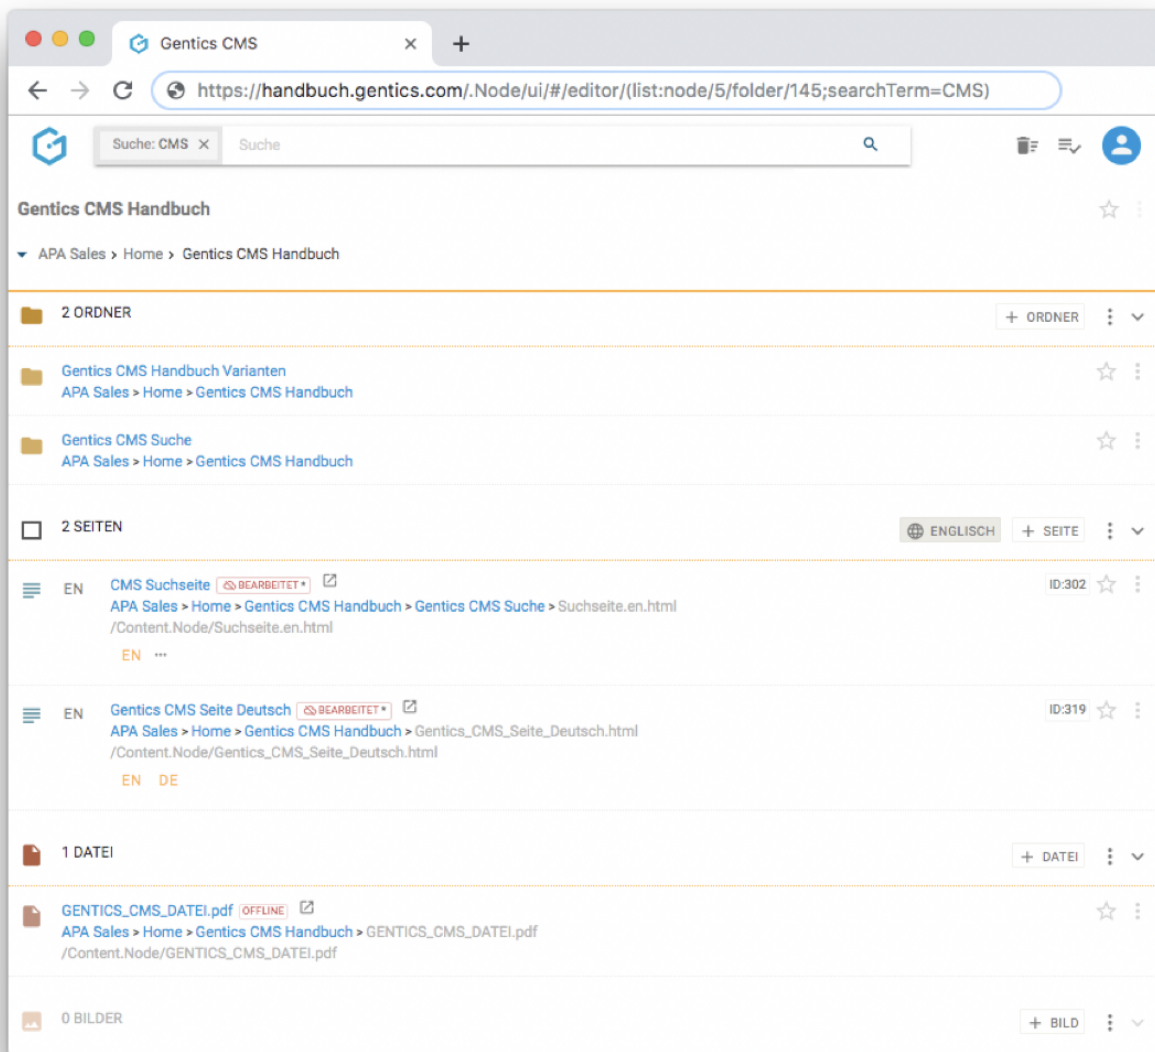 Gentics CMS
https://handbuch.gentics.com/.Node/ui/#/editor/(list:node/5/folder/145;searchTerm=CMS)
Suche: CMS × Suche
Gentics CMS Handbuch
APA Sales > Home > Gentics CMS Handbuch
2 ORDNER + ORDNER
Gentics CMS Handbuch Varianten
APA Sales > Home > Gentics CMS Handbuch
Gentics CMS Suche
APA Sales > Home > Gentics CMS Handbuch
2 SEITEN ENGLISCH + SEITE
EN CMS Suchseite BEARBEITET* ID:302
APA Sales > Home > Gentics CMS Handbuch > Gentics CMS Suche > Suchseite.en.html
/Content.Node/Suchseite.en.html
EN ...
EN Gentics CMS Seite Deutsch BEARBEITET* ID:319
APA Sales > Home > Gentics CMS Handbuch > Gentics_CMS_Seite_Deutsch.html
/Content.Node/Gentics_CMS_Seite_Deutsch.html
EN DE
1 DATEI + DATEI
GENTICS_CMS_DATEI.pdf OFFLINE
APA Sales > Home > Gentics CMS Handbuch > GENTICS_CMS_DATEI.pdf
/Content.Node/GENTICS_CMS_DATEI.pdf
0 BILDER + BILD